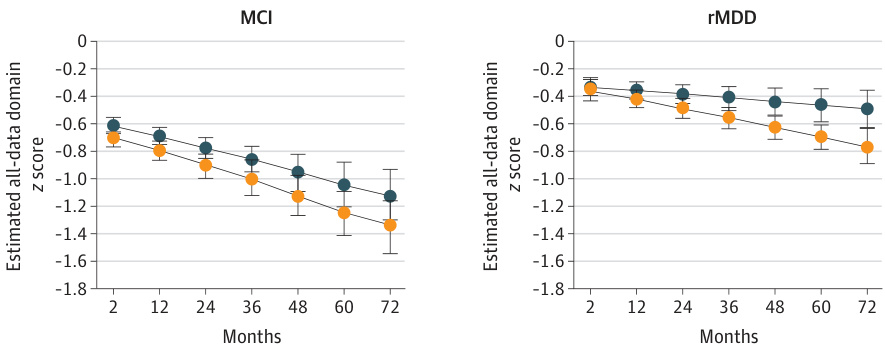 MCI
Estimated all-data domain
z score
0
-0.2
-0.4
-0.6
-0.8
-1.0
-1.2
-1.4
-1.6
-1.8
2 12 24 36 48 60 72
Months
rMDD
Estimated all-data domain
z score
0
-0.2
-0.4
-0.6
-0.8
-1.0
-1.2
-1.4
-1.6
-1.8
2 12 24 36 48 60 72
Months